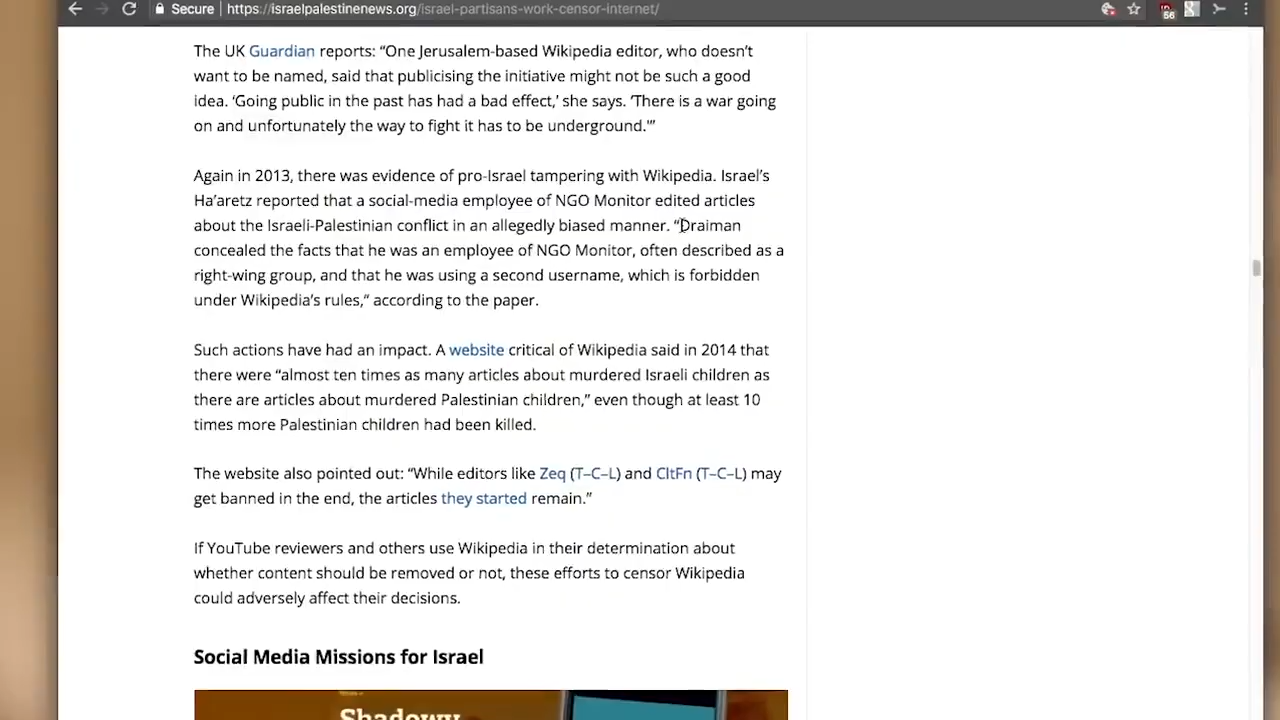 Secure https://israelpalestinenews.org/israel-partisans-work-censor-internet/
56
The UK Guardian reports: “One Jerusalem-based Wikipedia editor, who doesn’t
want to be named, said that publicising the initiative might not be such a good
idea. ‘Going public in the past has had a bad effect,’ she says. ‘There is a war going
on and unfortunately the way to fight it has to be underground.’”
Again in 2013, there was evidence of pro-Israel tampering with Wikipedia. Israel’s
Ha’aretz reported that a social-media employee of NGO Monitor edited articles
about the Israeli-Palestinian conflict in an allegedly biased manner. “Draiman
concealed the facts that he was an employee of NGO Monitor, often described as a
right-wing group, and that he was using a second username, which is forbidden
under Wikipedia’s rules,” according to the paper.
Such actions have had an impact. A website critical of Wikipedia said in 2014 that
there were “almost ten times as many articles about murdered Israeli children as
there are articles about murdered Palestinian children,” even though at least 10
times more Palestinian children had been killed.
The website also pointed out: “While editors like Zeq (T–C–L) and CltFn (T–C–L) may
get banned in the end, the articles they started remain.”
If YouTube reviewers and others use Wikipedia in their determination about
whether content should be removed or not, these efforts to censor Wikipedia
could adversely affect their decisions.
Social Media Missions for Israel
Shadowy